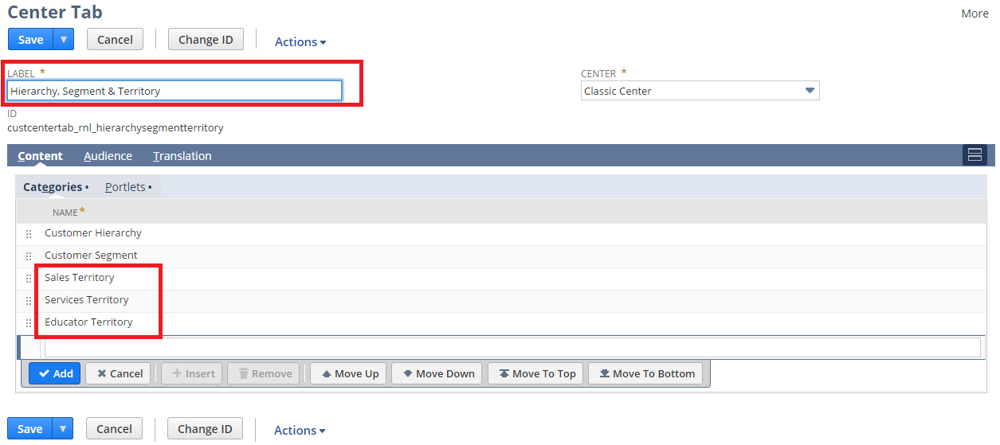 Center Tab
More
Save
Cancel
Change ID
Actions
LABEL *
Hierarchy, Segment & Territory
CENTER *
Classic Center
ID
custcentertab_rnl_hierarchysegmentterritory
Content Audience Translation
Categories • Portlets •
NAME *
Customer Hierarchy
Customer Segment
Sales Territory
Services Territory
Educator Territory
Add Cancel Insert Remove Move Up Move Down Move To Top Move To Bottom
Save Cancel Change ID Actions